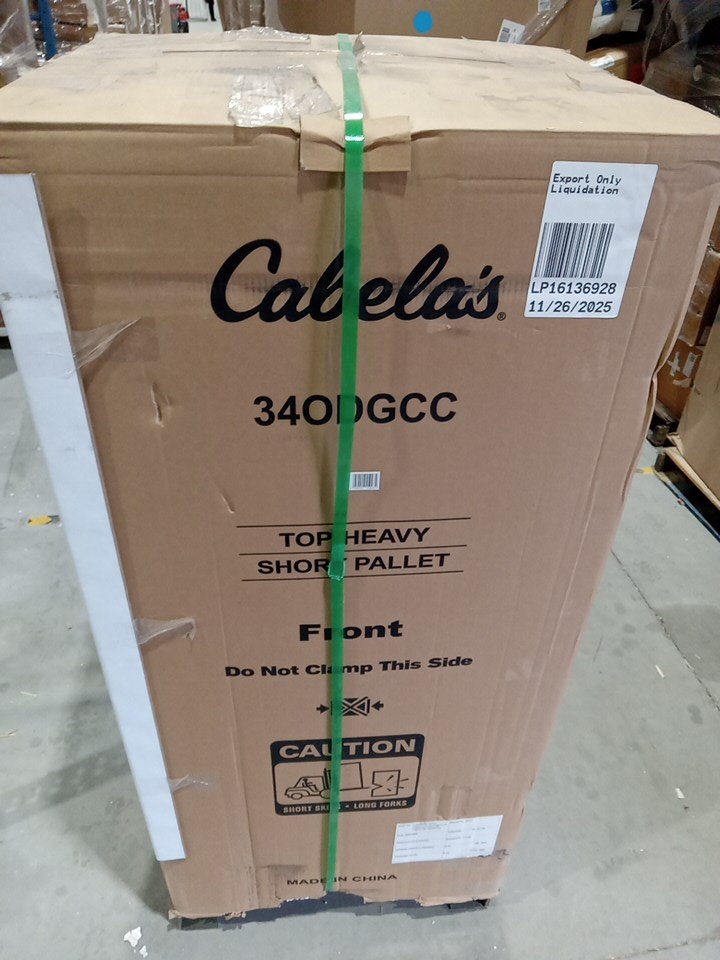 Export Only
Liquidation
LP16136928
11/26/2025
Cabela's®
34ODGCC
TOP HEAVY
SHORT PALLET
Front
Do Not Clamp This Side
CAUTION
SHORT SKIDS - LONG FORKS
MADE IN CHINA